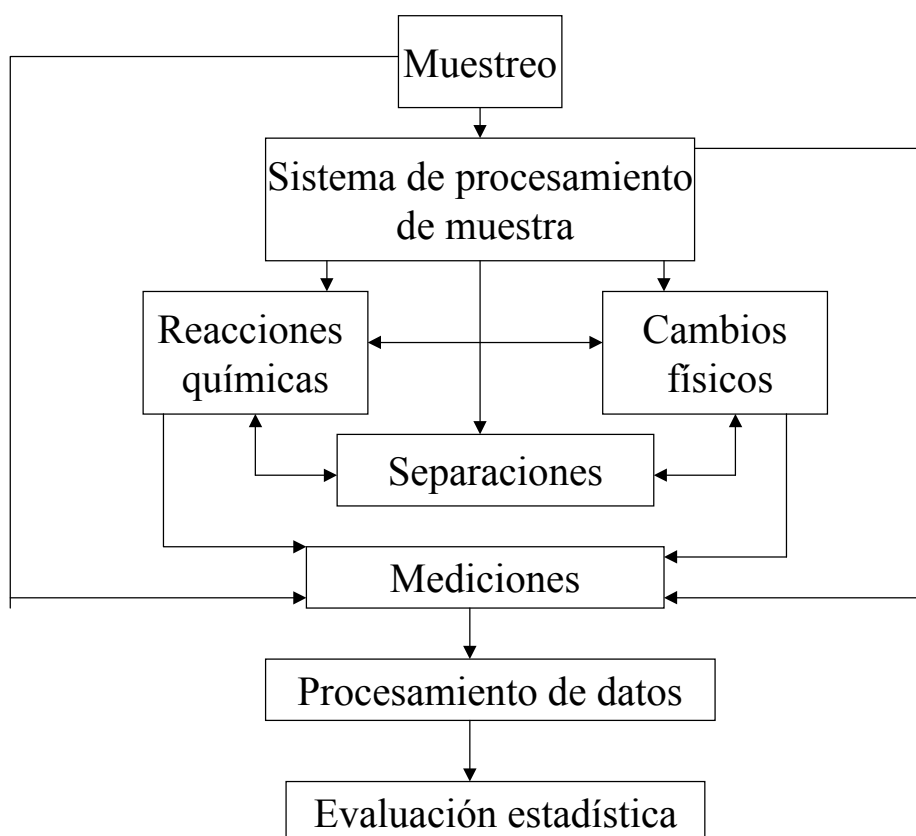 Muestreo
Sistema de procesamiento
de muestra
Reacciones
químicas
Cambios
físicos
Separaciones
Mediciones
Procesamiento de datos
Evaluación estadística